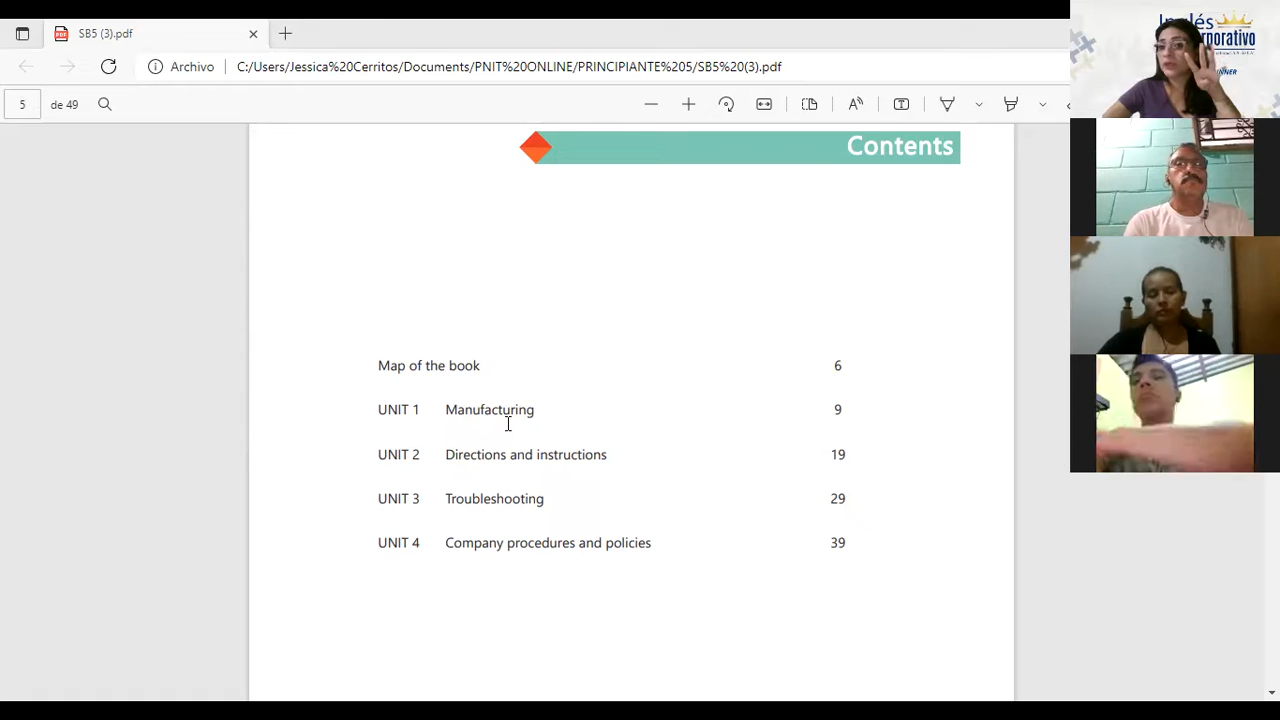 SB5 (3).pdf
Archivo
C:/Users/Jessica%20Cerritos/Documents/PNIT%20ONLINE/PRINCIPIANTE%205/SB5%20(3).pdf
5
de 49
Contents
Map of the book 6
UNIT 1 Manufacturing 9
UNIT 2 Directions and instructions 19
UNIT 3 Troubleshooting 29
UNIT 4 Company procedures and policies 39